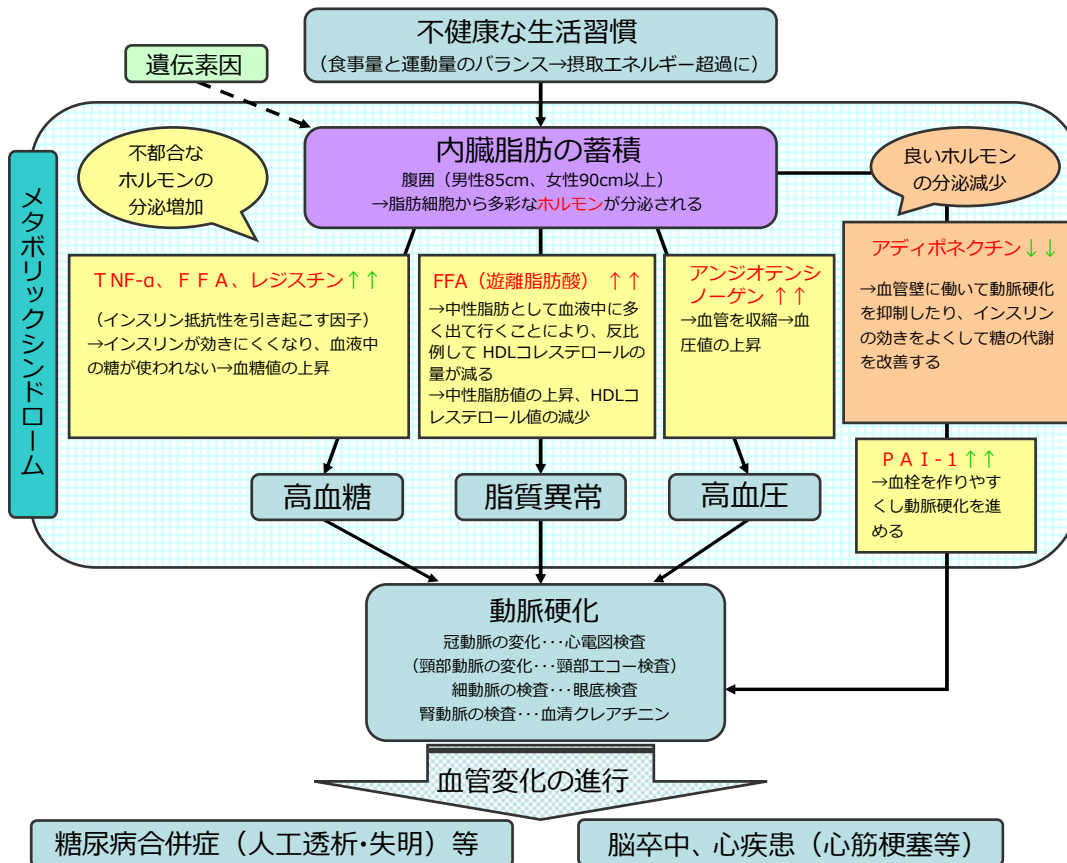 不健康な生活習慣
（食事量と運動量のバランス→摂取エネルギー超過に）
遺伝素因
メタボリックシンドローム
内臓脂肪の蓄積
腹囲（男性85cm、女性90cm以上）
→脂肪細胞から多彩なホルモンが分泌される
不都合な
ホルモンの
分泌増加
良いホルモン
の分泌減少
ＴNF-α、ＦＦＡ、レジスチン↑↑
（インスリン抵抗性を引き起こす因子）
→インスリンが効きにくくなり、血液中
の糖が使われない→血糖値の上昇
FFA（遊離脂肪酸）↑↑
→中性脂肪として血液中に多
く出て行くことにより、反比
例して HDLコレステロールの
量が減る
→中性脂肪値の上昇、HDLコ
レステロール値の減少
アンジオテンシ
ノーゲン ↑↑
→血管を収縮→血
圧値の上昇
アディポネクチン↓↓
→血管壁に働いて動脈硬化
を抑制したり、インスリン
の効きをよくして糖の代謝
を改善する
ＰＡＩ-１↑↑
→血栓を作りやす
くし動脈硬化を進
める
高血糖
脂質異常
高血圧
動脈硬化
冠動脈の変化･･･心電図検査
（頸部動脈の変化･･･頸部エコー検査）
細動脈の検査･･･眼底検査
腎動脈の検査･･･血清クレアチニン
血管変化の進行
糖尿病合併症（人工透析･失明）等
脳卒中、心疾患（心筋梗塞等）